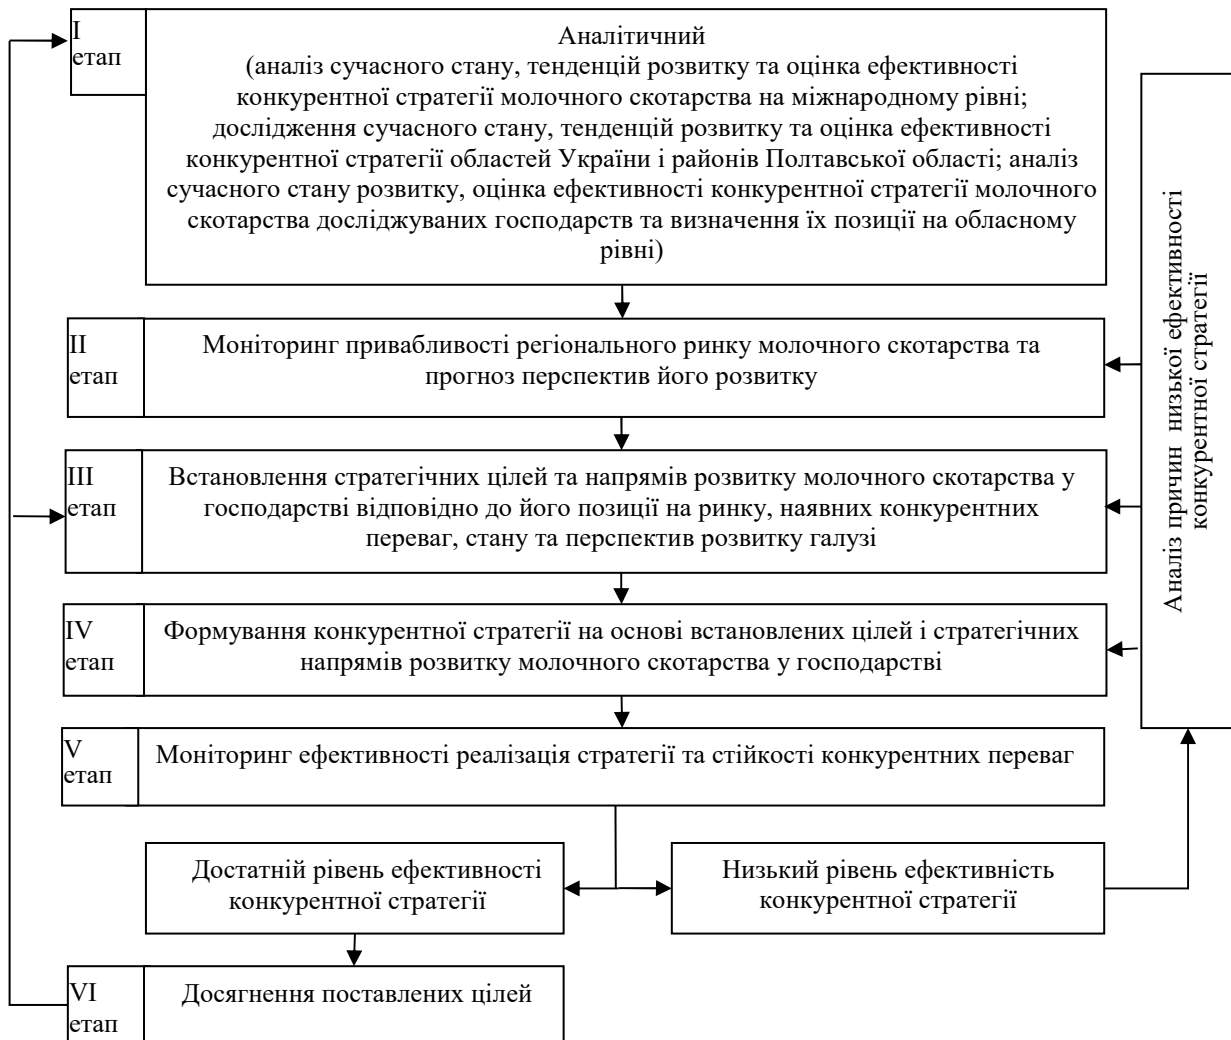 I
етап
Аналітичний
(аналіз сучасного стану, тенденцій розвитку та оцінка ефективності
конкурентної стратегії молочного скотарства на міжнародному рівні;
дослідження сучасного стану, тенденцій розвитку та оцінка ефективності
конкурентної стратегії областей України і районів Полтавської області; аналіз
сучасного стану розвитку, оцінка ефективності конкурентної стратегії молочного
скотарства досліджуваних господарств та визначення їх позиції на обласному
рівні)
II
етап
Моніторинг привабливості регіонального ринку молочного скотарства та
прогноз перспектив його розвитку
III
етап
Встановлення стратегічних цілей та напрямів розвитку молочного скотарства у
господарстві відповідно до його позиції на ринку, наявних конкурентних
переваг, стану та перспектив розвитку галузі
IV
етап
Формування конкурентної стратегії на основі встановлених цілей і стратегічних
напрямів розвитку молочного скотарства у господарстві
V
етап
Моніторинг ефективності реалізація стратегії та стійкості конкурентних переваг
Достатній рівень ефективності
конкурентної стратегії
Низький рівень ефективність
конкурентної стратегії
VI
етап
Досягнення поставлених цілей
Аналіз причин низької ефективності
конкурентної стратегії